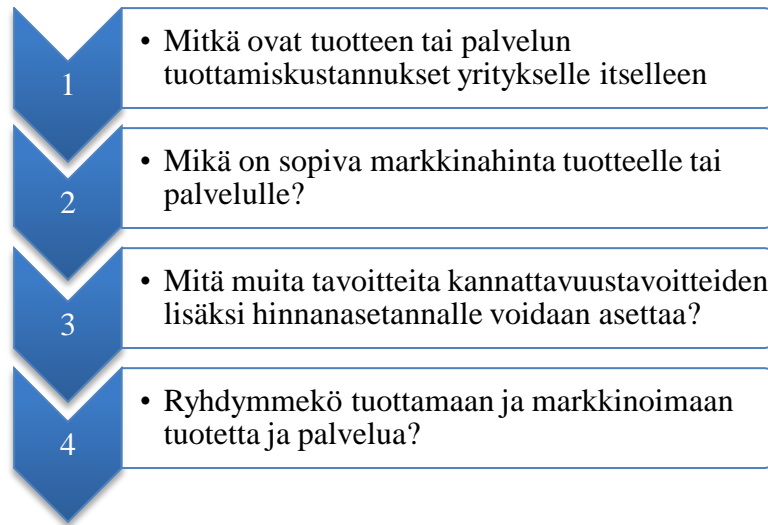 1
• Mitkä ovat tuotteen tai palvelun
tuottamiskustannukset yritykselle itselleen
2
• Mikä on sopiva markkinahinta tuotteelle tai
palvelulle?
3
• Mitä muita tavoitteita kannattavuustavoitteiden
lisäksi hinnanasetannalle voidaan asettaa?
4
• Ryhdymmekö tuottamaan ja markkinoimaan
tuotetta ja palvelua?